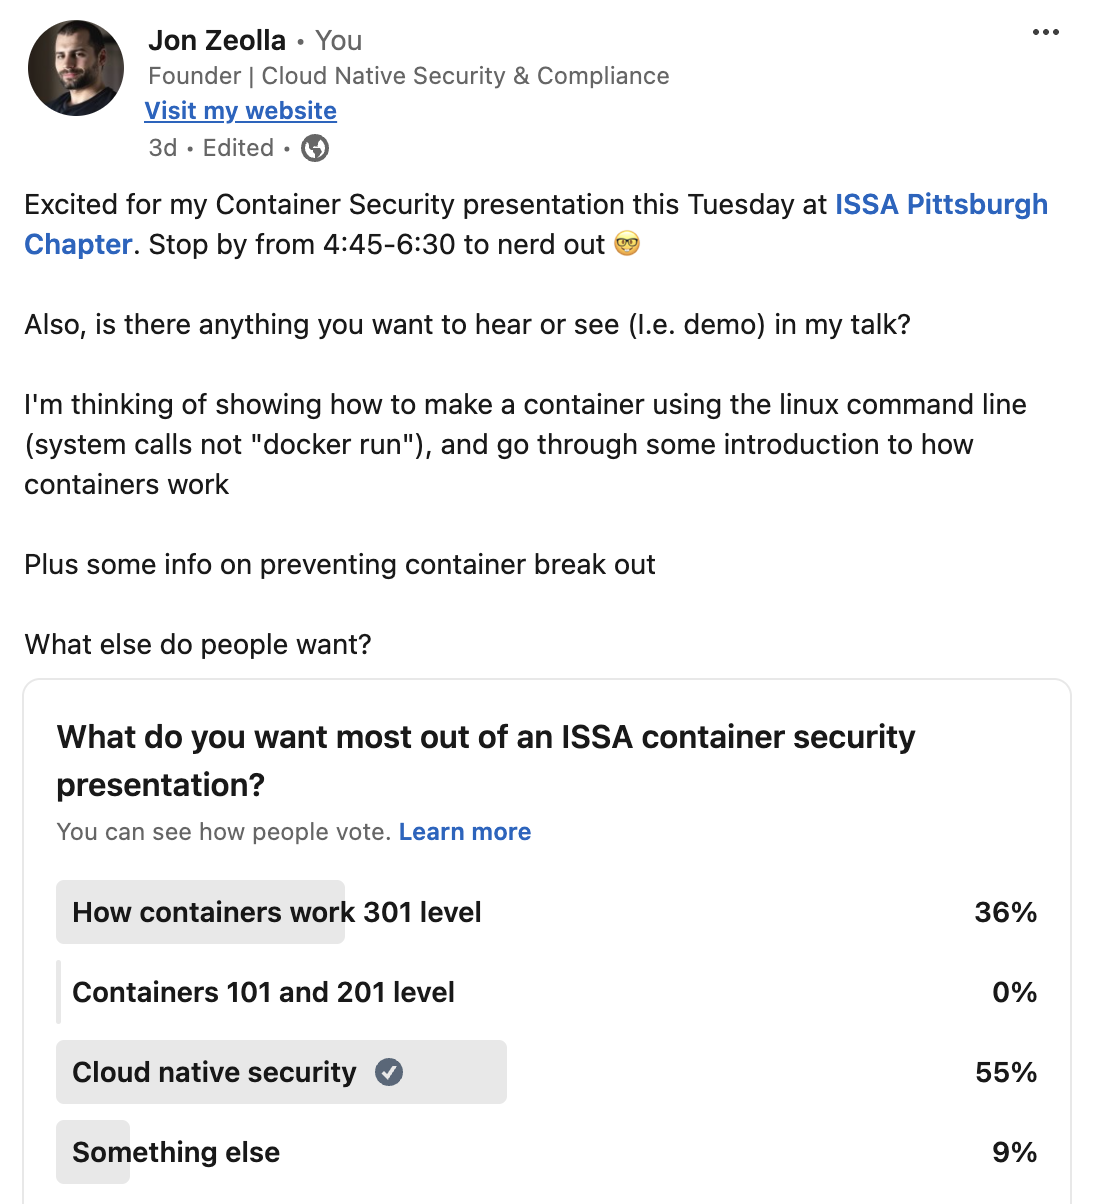 Jon Zeolla • You
Founder | Cloud Native Security & Compliance
Visit my website
3d • Edited •
Excited for my Container Security presentation this Tuesday at ISSA Pittsburgh
Chapter. Stop by from 4:45-6:30 to nerd out 🤓
Also, is there anything you want to hear or see (I.e. demo) in my talk?
I'm thinking of showing how to make a container using the linux command line
(system calls not "docker run"), and go through some introduction to how
containers work
Plus some info on preventing container break out
What else do people want?
What do you want most out of an ISSA container security
presentation?
You can see how people vote. Learn more
How containers work 301 level 36%
Containers 101 and 201 level 0%
Cloud native security 55%
Something else 9%